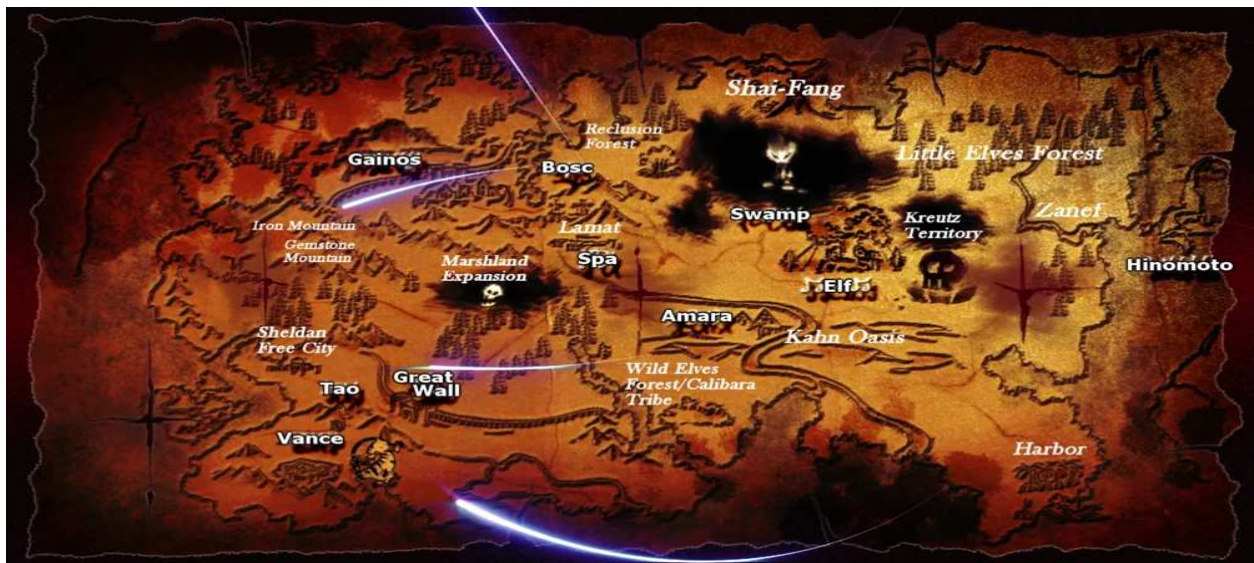 Shai-Fang
Reclusion
Forest
Gainos
Bosc
Little Elves Forest
Swamp
Kreutz
Territory
Zanef
Iron Mountain
Gemstone
Mountain
Lamat
Spa
Marshland
Expansion
Hinomoto
Elf
Amara
Kahn Oasis
Sheldan
Free City
Great
Wall
Tao
Wild Elves
Forest/Calibara
Tribe
Vance
Harbor